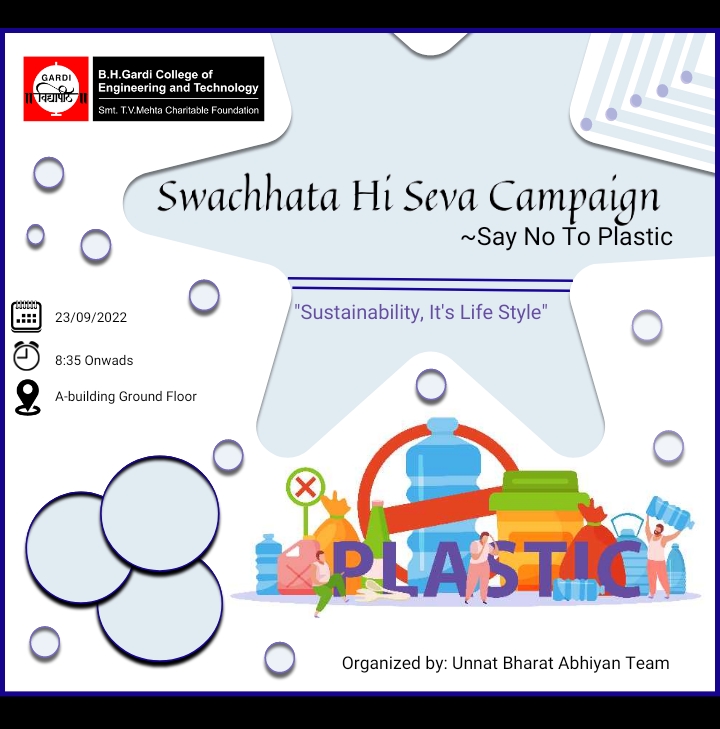 GARDI
विद्यापीठ
B.H.Gardi College of
Engineering and Technology
Smt. T.V.Mehta Charitable Foundation
Swachhata Hi Seva Campaign
~Say No To Plastic
"Sustainability, It's Life Style"
23/09/2022
8:35 Onwads
A-building Ground Floor
PLASTIC
Organized by: Unnat Bharat Abhiyan Team